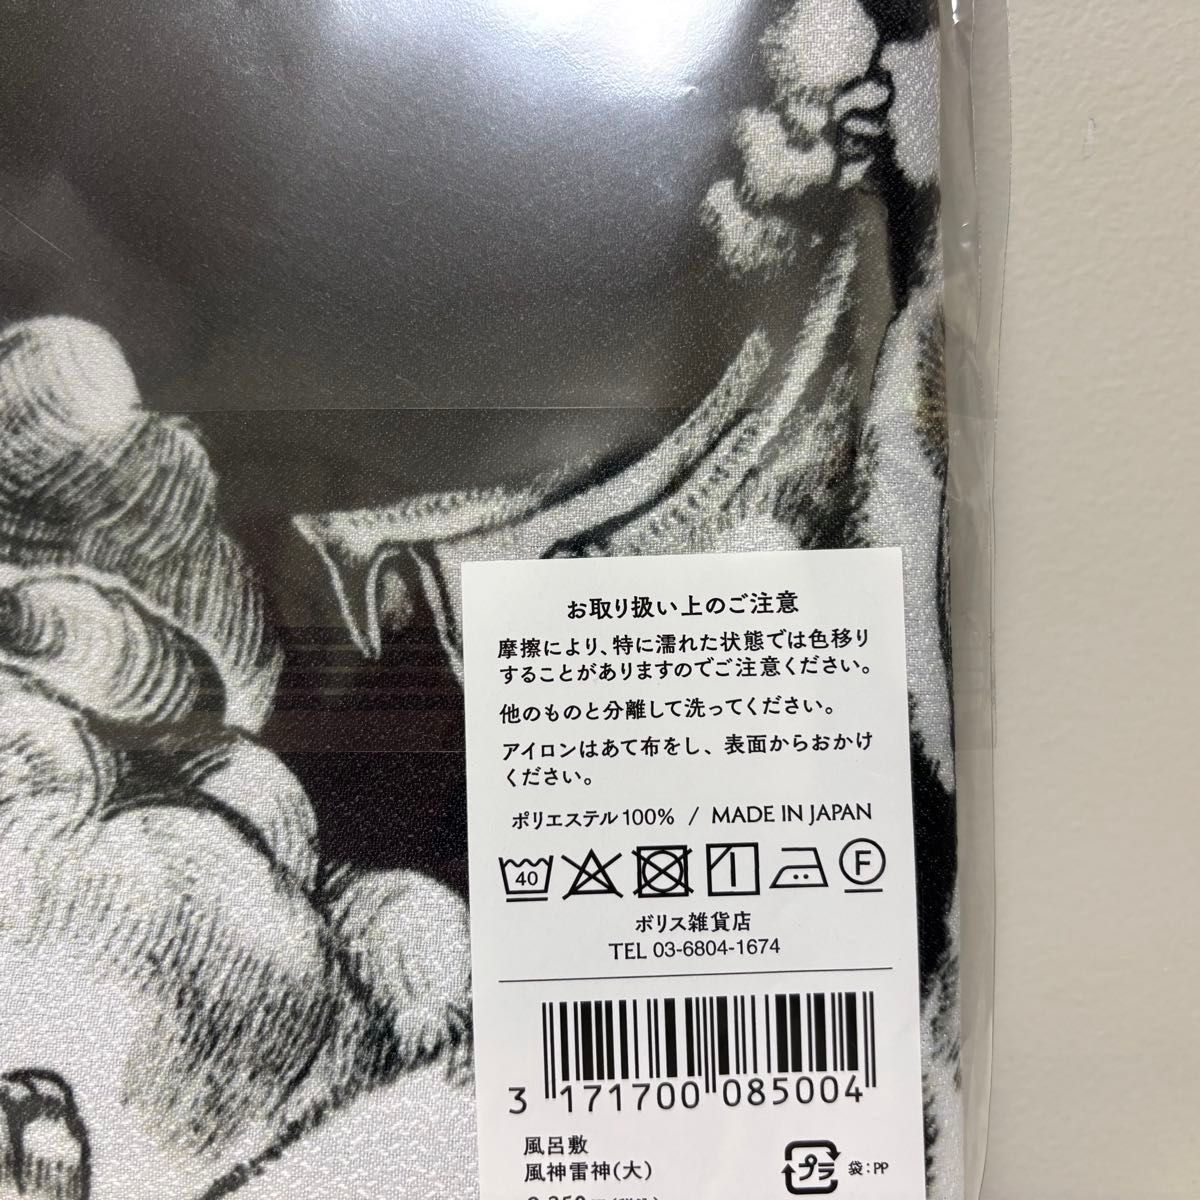 お取り扱い上のご注意
摩擦により、特に濡れた状態では色移り
することがありますのでご注意ください。
他のものと分離して洗ってください。
アイロンはあて布をし、表面からおかけ
ください。
ポリエステル100% / MADE IN JAPAN
40 F
ボリス雑貨店
TEL 03-6804-1674
3 171700 085004
風呂敷
風神雷神(大)
プラ 袋:PP